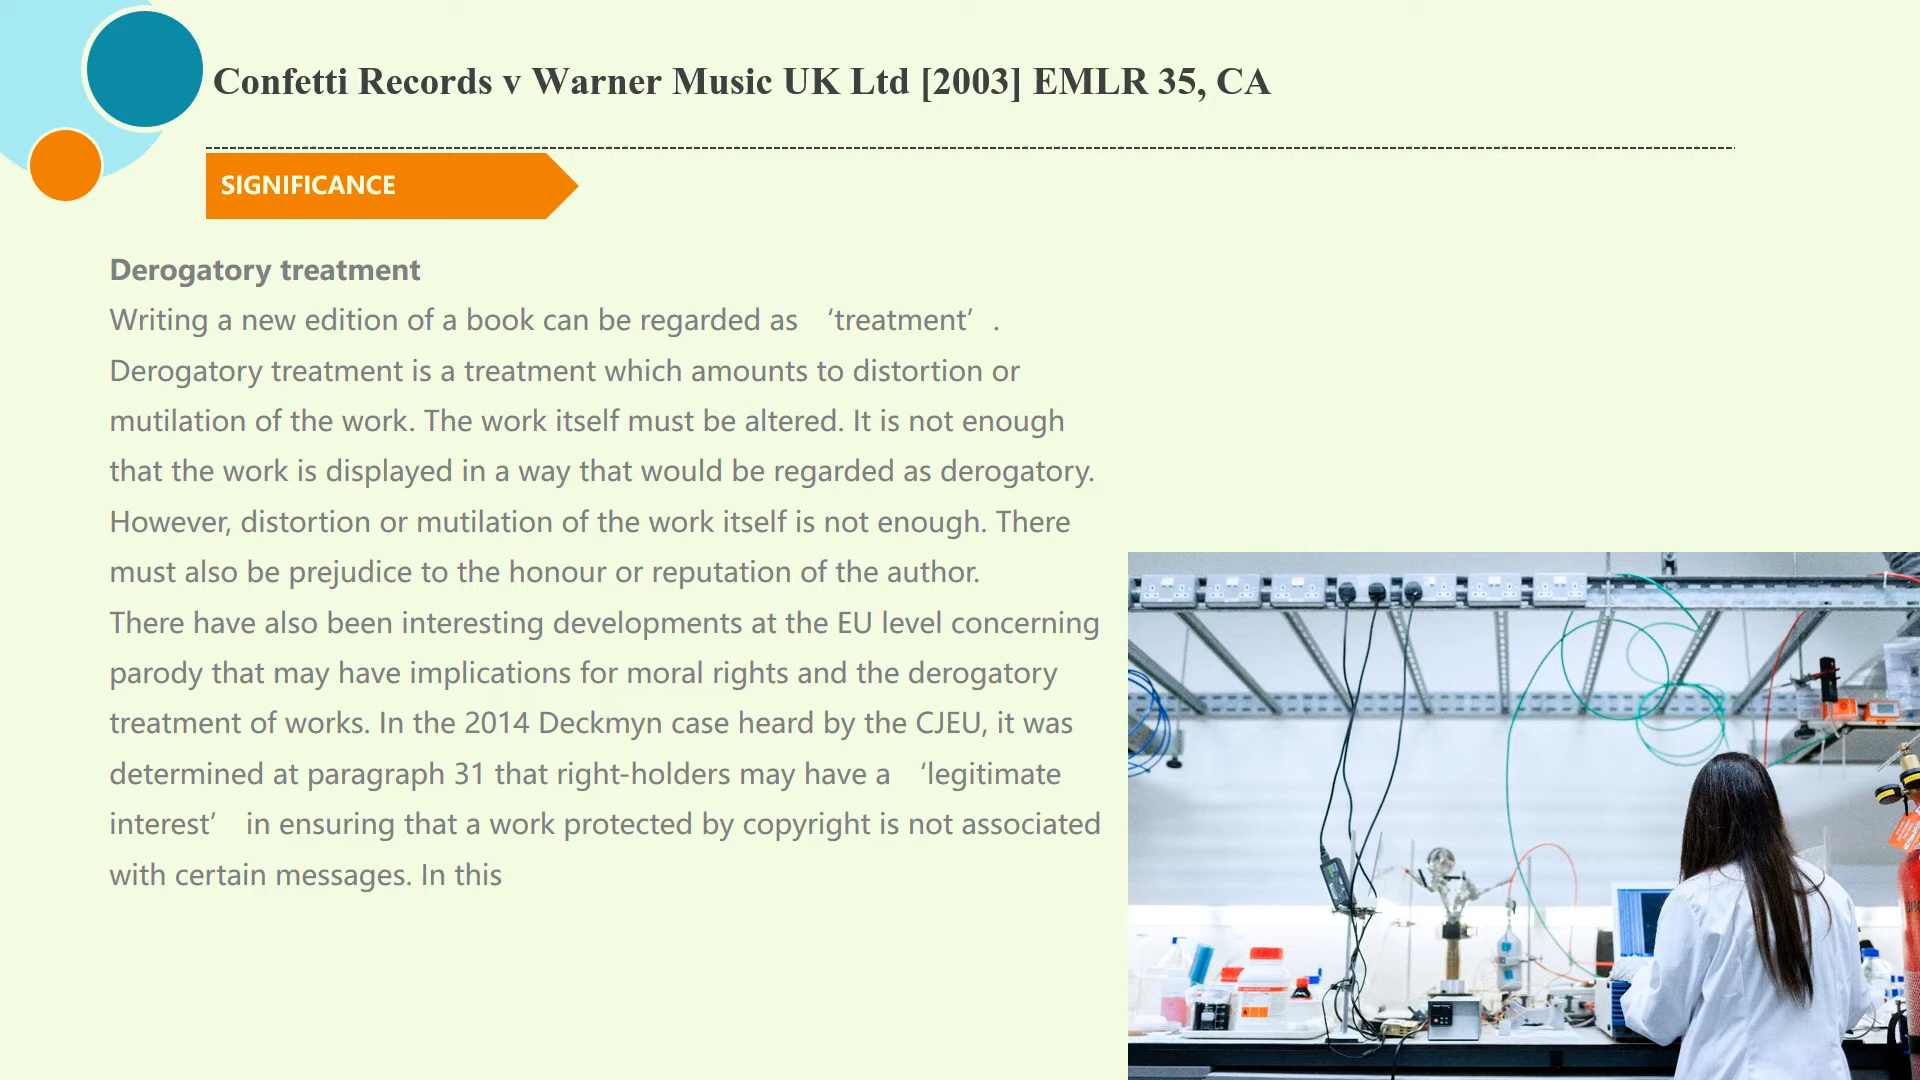 Confetti Records v Warner Music UK Ltd [2003] EMLR 35, CA
SIGNIFICANCE
Derogatory treatment
Writing a new edition of a book can be regarded as ‘treatment’.
Derogatory treatment is a treatment which amounts to distortion or
mutilation of the work. The work itself must be altered. It is not enough
that the work is displayed in a way that would be regarded as derogatory.
However, distortion or mutilation of the work itself is not enough. There
must also be prejudice to the honour or reputation of the author.
There have also been interesting developments at the EU level concerning
parody that may have implications for moral rights and the derogatory
treatment of works. In the 2014 Deckmyn case heard by the CJEU, it was
determined at paragraph 31 that right-holders may have a ‘legitimate
interest’ in ensuring that a work protected by copyright is not associated
with certain messages. In this